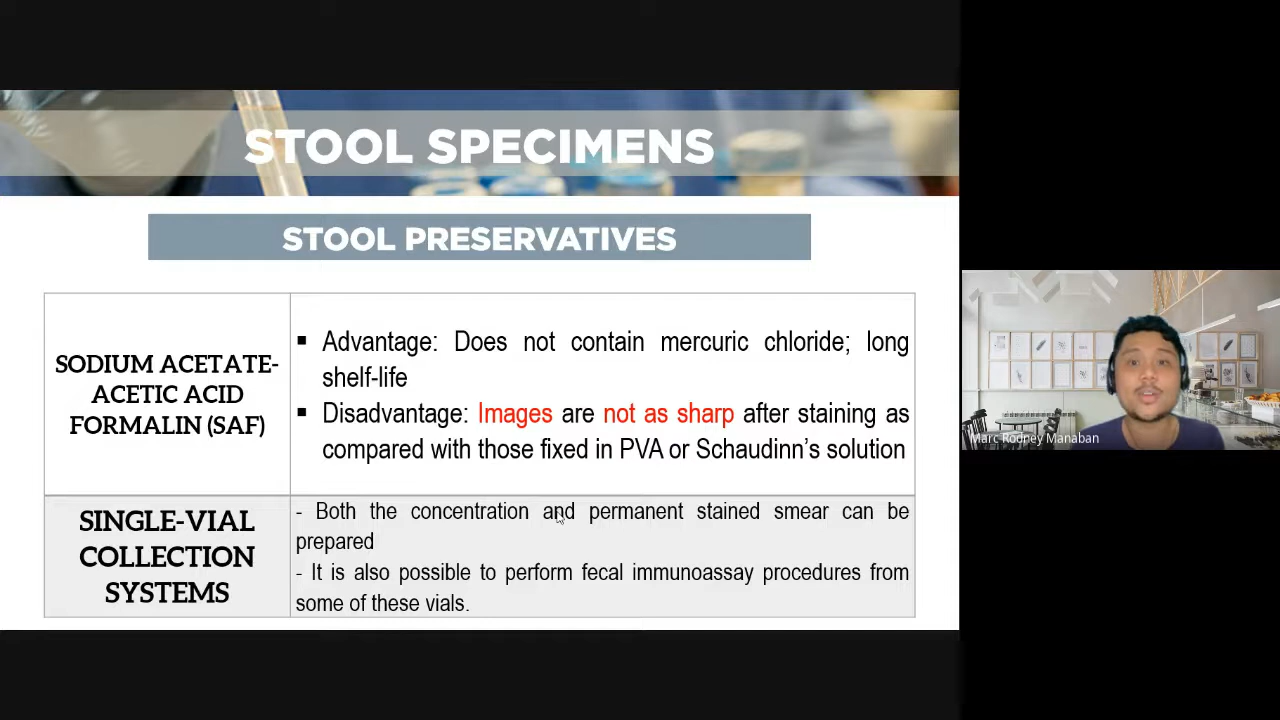 STOOL SPECIMENS
STOOL PRESERVATIVES
SODIUM ACETATE-
ACETIC ACID
FORMALIN (SAF)
▪ Advantage: Does not contain mercuric chloride; long
shelf-life
▪ Disadvantage: Images are not as sharp after staining as
compared with those fixed in PVA or Schaudinn's solution
SINGLE-VIAL
COLLECTION
SYSTEMS
- Both the concentration and permanent stained smear can be
prepared
- It is also possible to perform fecal immunoassay procedures from
some of these vials.
Marc Rodney Manaban